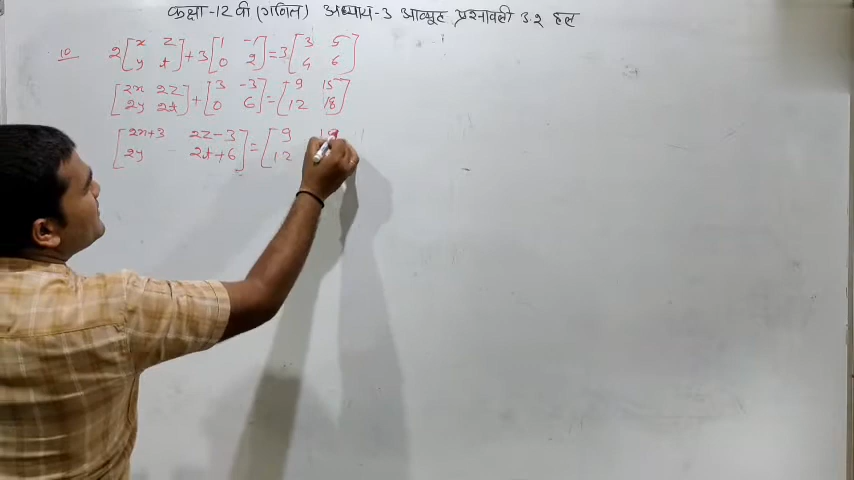 कक्षा-12 वी (गणित) अध्याय-3 आव्यूह प्रश्नावली 3.2 हल
10 2[x z y t] + 3[1 -1 0 2] = 3[3 5 4 6]
[2x 2z 2y 2t] + [3 -3 0 6] = [9 15 12 18]
[2x+3 2z-3 2y 2t+6] = [9 15 12